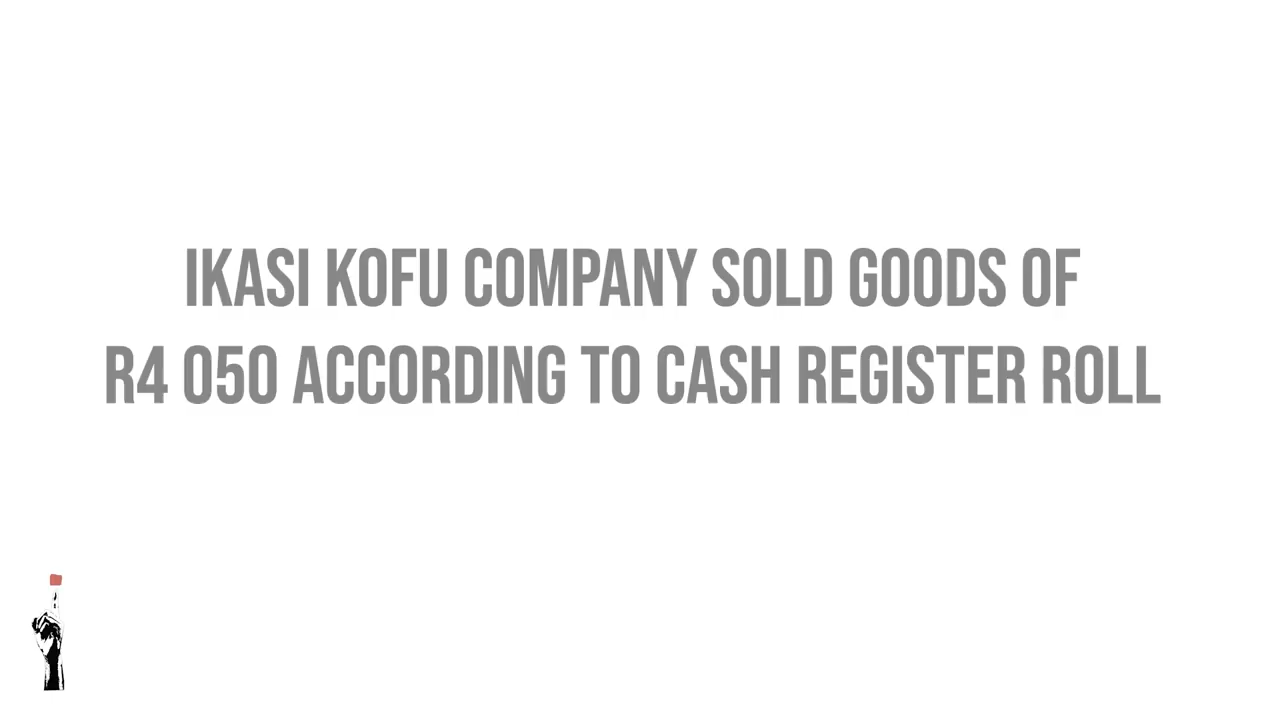 IKASI KOFU COMPANY SOLD GOODS OF
R4 050 ACCORDING TO CASH REGISTER ROLL